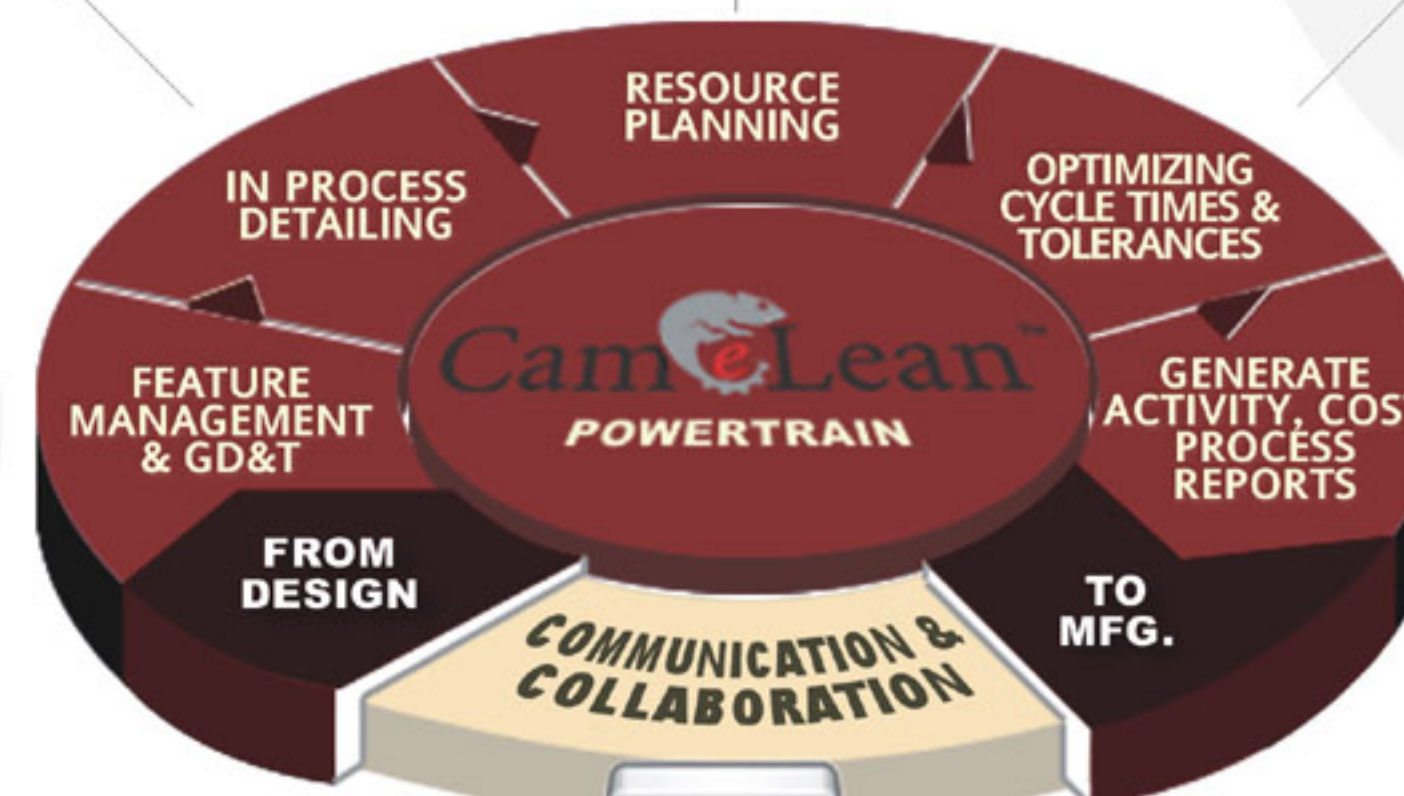 RESOURCE
PLANNING
IN PROCESS
DETAILING
OPTIMIZING
CYCLE TIMES &
TOLERANCES
FEATURE
MANAGEMENT
& GD&T
CameLean™
POWERTRAIN
GENERATE
ACTIVITY,
PROCESS
REPORTS
FROM
DESIGN
TO
MFG.
COMMUNICATION &
COLLABORATION